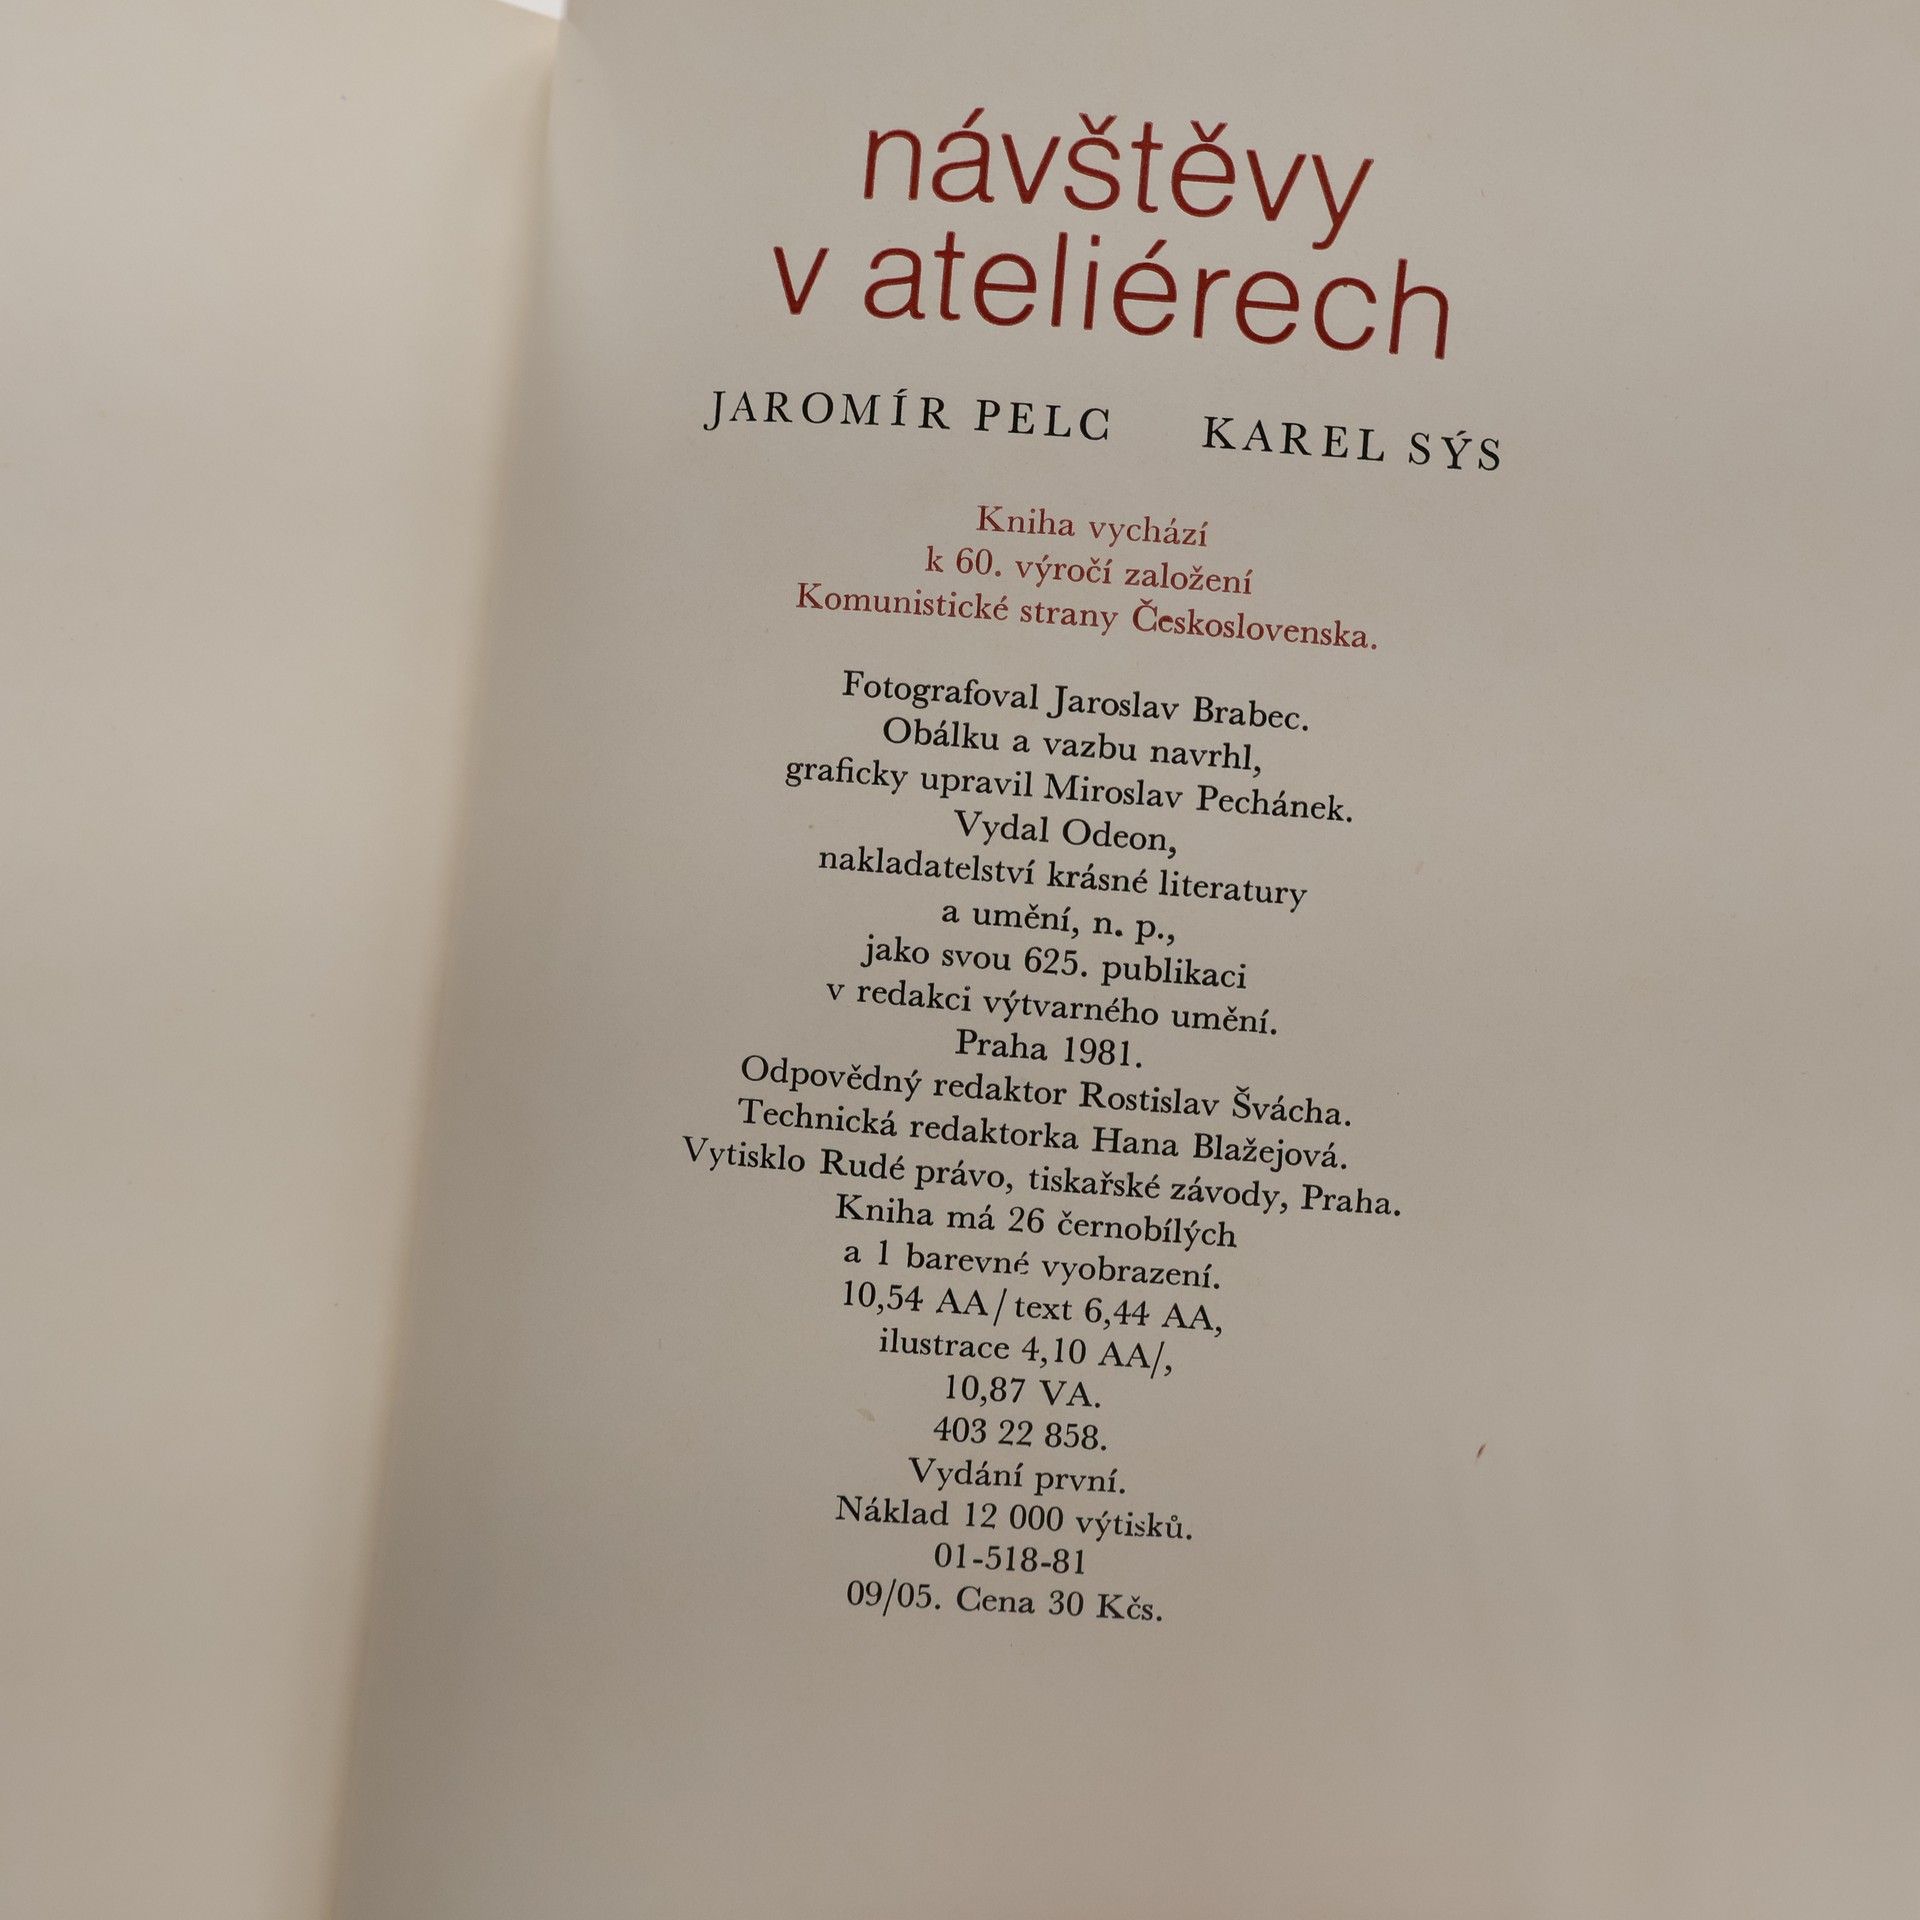 návštěvy
v ateliérech
JAROMÍR PELC KAREL SÝS
Kniha vychází
k 60. výročí založení
Komunistické strany Československa.
Fotografoval Jaroslav Brabec.
Obálku a vazbu navrhl,
graficky upravil Miroslav Pechánek.
Vydal Odeon,
nakladatelství krásné literatury
a umění, n. p.,
jako svou 625. publikaci
v redakci výtvarného umění.
Praha 1981.
Odpovědný redaktor Rostislav Švácha.
Technická redaktorka Hana Blažejová.
Vytisklo Rudé právo, tiskařské závody, Praha.
Kniha má 26 černobílých
a 1 barevné vyobrazení.
10,54 AA/text 6,44 AA,
ilustrace 4,10 AA/,
10,87 VA.
403 22 858.
Vydání první.
Náklad 12 000 výtisků.
01-518-81
09/05. Cena 30 Kčs.